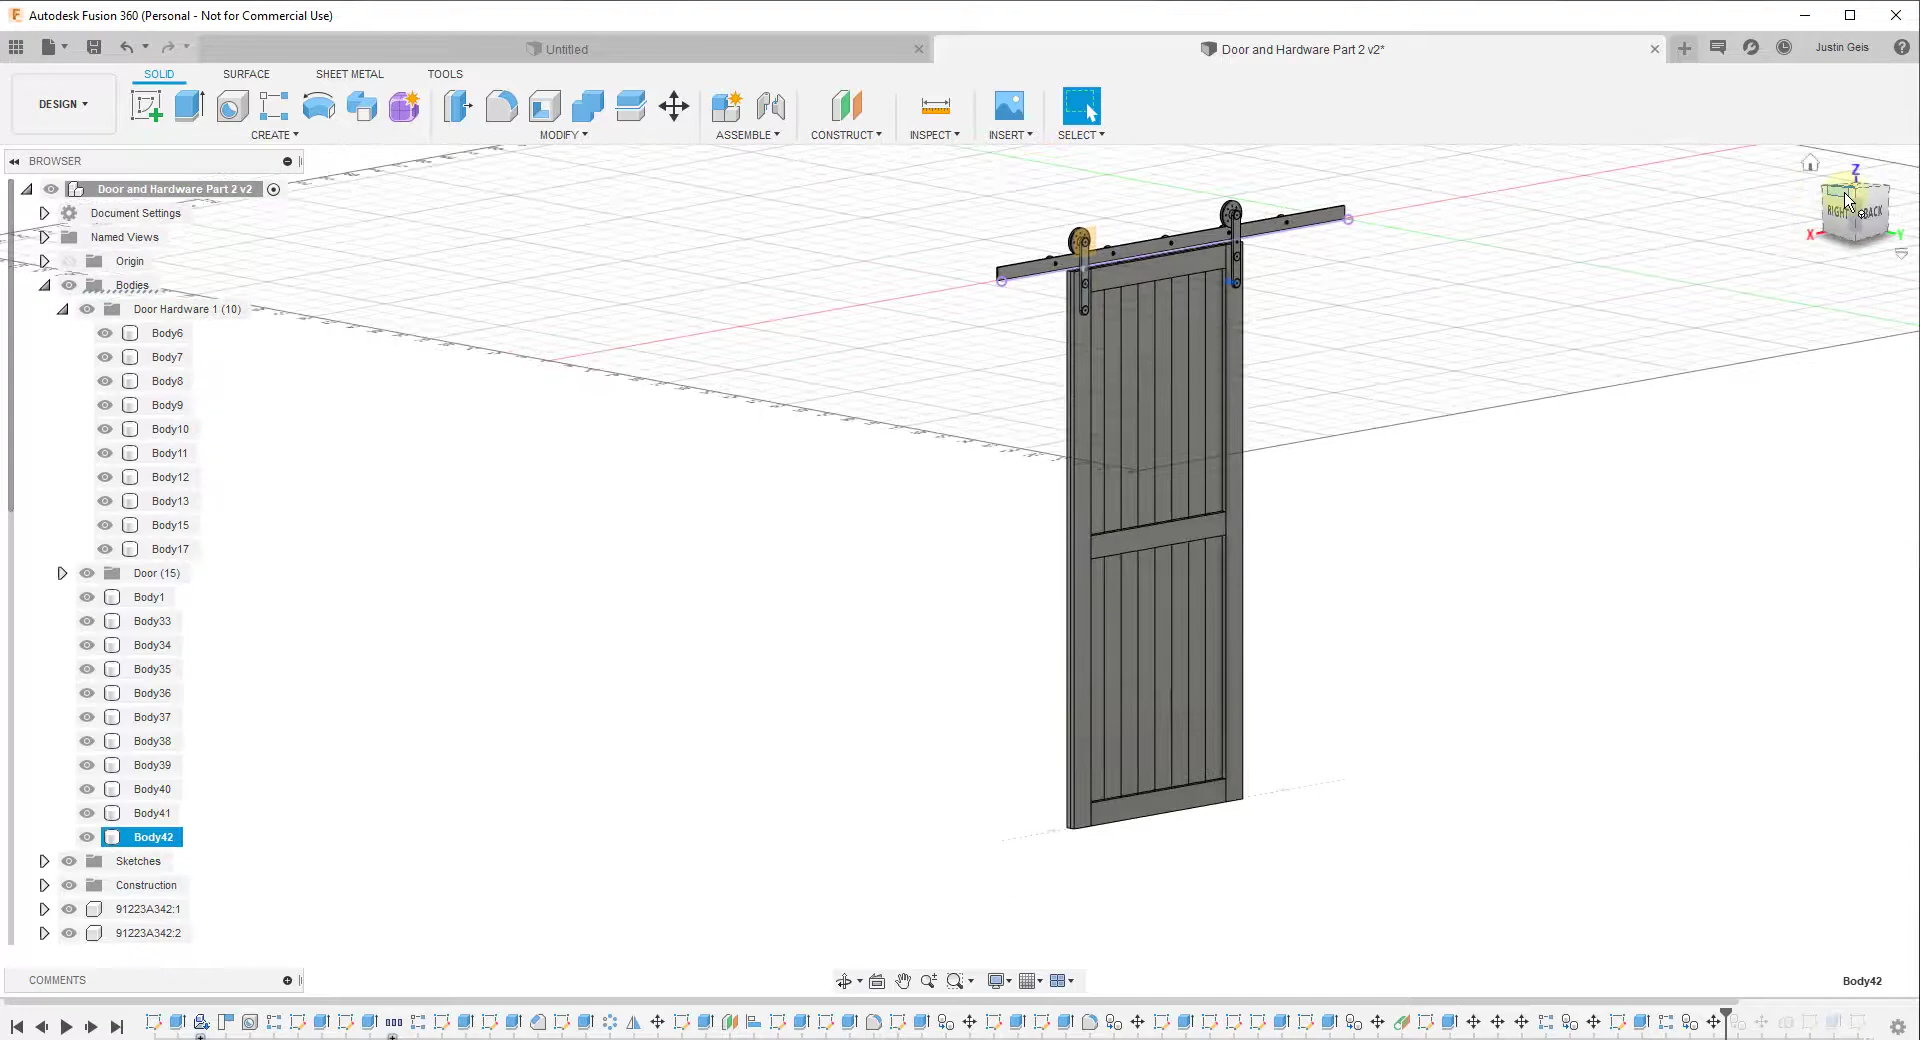 Autodesk Fusion 360 (Personal - Not for Commercial Use)
Untitled
Door and Hardware Part 2 v2*
Justin Geis
DESIGN
SOLID SURFACE SHEET METAL TOOLS
CREATE MODIFY ASSEMBLE CONSTRUCT INSPECT INSERT SELECT
BROWSER
Door and Hardware Part 2 v2
Document Settings
Named Views
Origin
Bodies
Door Hardware 1 (10)
Body6
Body7
Body8
Body9
Body10
Body11
Body12
Body13
Body15
Body17
Door (15)
Body1
Body33
Body34
Body35
Body36
Body37
Body38
Body39
Body40
Body41
Body42
Sketches
Construction
91223A342:1
91223A342:2
Z
RIGHT BACK
X Y
COMMENTS
Body42